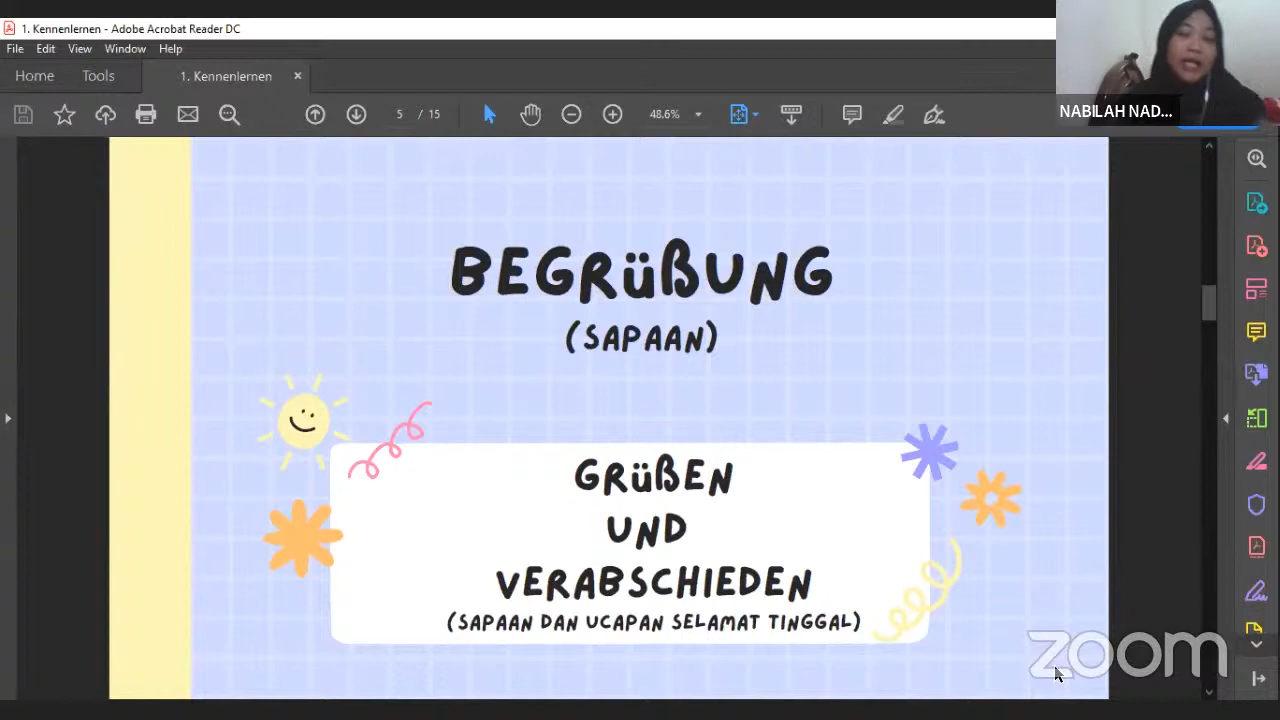 1. Kennenlernen - Adobe Acrobat Reader DC
File Edit View Window Help
Home Tools 1. Kennenlernen ×
5 / 15 48.6%
NABILAH NAD...
BEGRÜßUNG
(SAPAAN)
GRÜßEN
UND
VERABSCHIEDEN
(SAPAAN DAN UCAPAN SELAMAT TINGGAL)
zoom